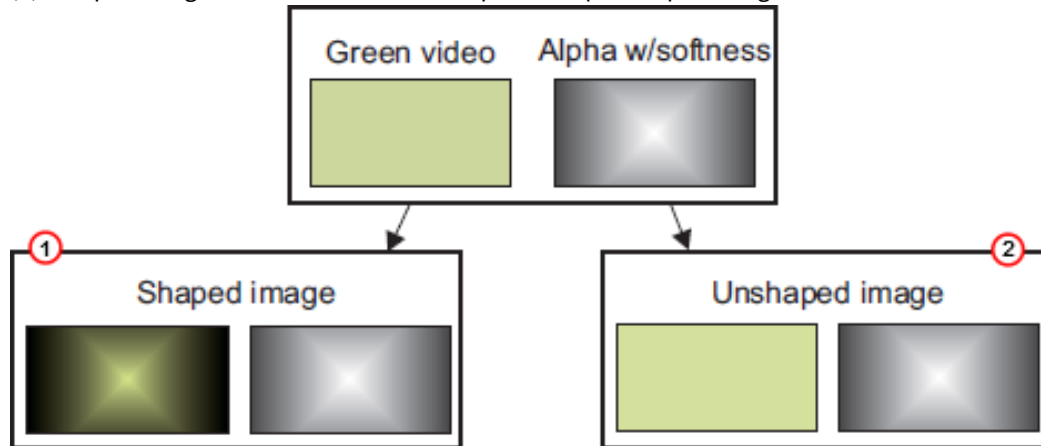 Green video
Alpha w/softness
1
2
Shaped image
Unshaped image